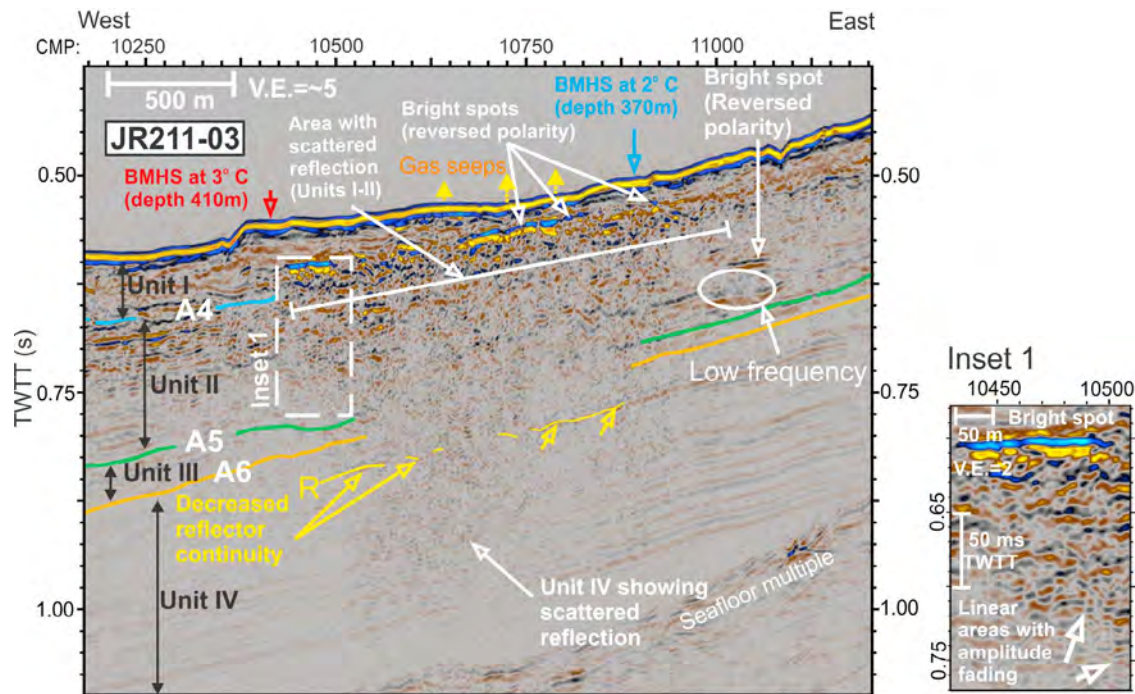 West
East
CMP: 10250 10500 10750 11000
500 m
V.E.=~5
JR211-03
BMHS at 3° C
(depth 410m)
Area with
scattered
reflection
(Units I-II)
Bright spots
(reversed polarity)
Gas seeps
BMHS at 2° C
(depth 370m)
Bright spot
(Reversed
polarity)
0.50
0.50
Unit I
A4
Unit II
Inset 1
Low frequency
TWTT (s)
0.75
0.75
A5
Unit III
A6
R
Decreased
reflector
continuity
Unit IV
Unit IV showing
scattered
reflection
Seafloor multiple
1.00
1.00
Inset 1
10450 10500
50 m
Bright spot
V.E.=2
0.65
50 ms
TWTT
Linear
areas with
amplitude
fading
0.75